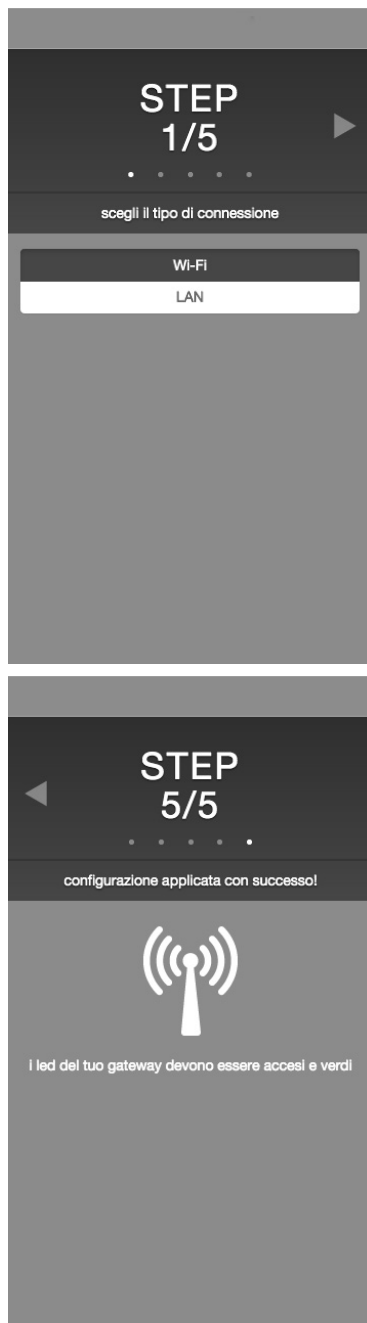 STEP
1/5
scegli il tipo di connessione
Wi-Fi
LAN
STEP
5/5
configurazione applicata con successo!
i led del tuo gateway devono essere accesi e verdi